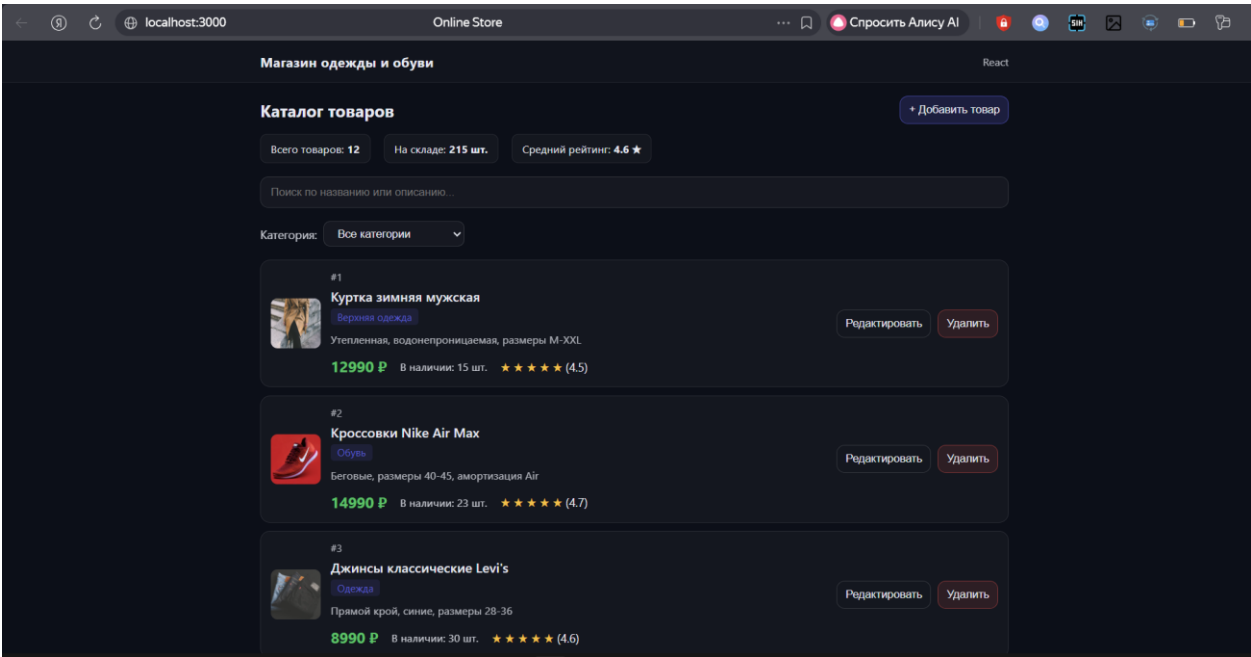 localhost:3000 Online Store Спросить Алису AI
Магазин одежды и обуви React
Каталог товаров + Добавить товар
Всего товаров: 12 На складе: 215 шт. Средний рейтинг: 4.6 ★
Поиск по названию или описанию...
Категория: Все категории
#1
Куртка зимняя мужская
Верхняя одежда
Редактировать Удалить
Утепленная, водонепроницаемая, размеры M-XXL
12990 ₽ В наличии: 15 шт. ★ ★ ★ ★ ★ (4.5)
#2
Кроссовки Nike Air Max
Обувь
Редактировать Удалить
Беговые, размеры 40-45, амортизация Air
14990 ₽ В наличии: 23 шт. ★ ★ ★ ★ ★ (4.7)
#3
Джинсы классические Levi's
Одежда
Редактировать Удалить
Прямой крой, синие, размеры 28-36
8990 ₽ В наличии: 30 шт. ★ ★ ★ ★ ★ (4.6)